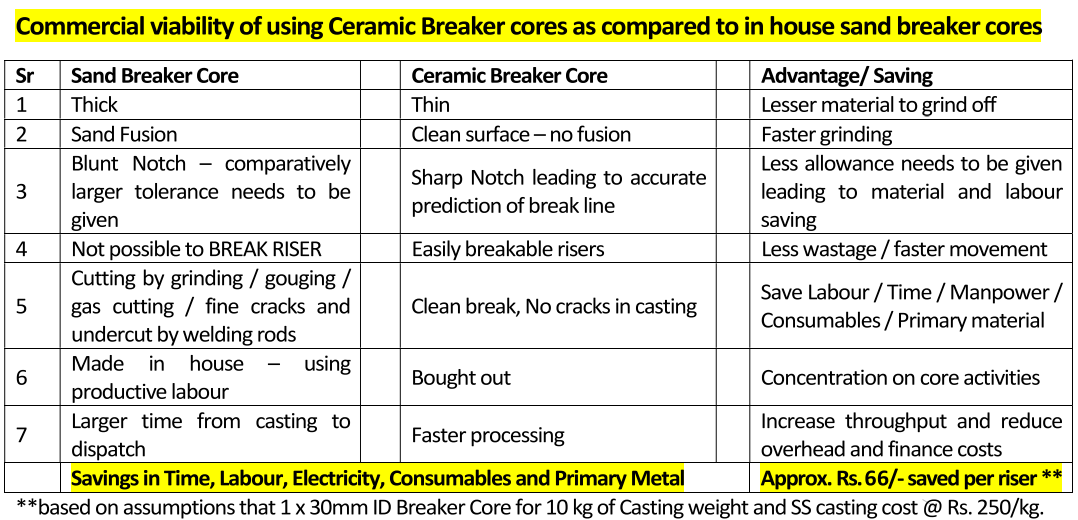 Commercial viability of using Ceramic Breaker cores as compared to in house sand breaker cores
Sr Sand Breaker Core Ceramic Breaker Core Advantage/ Saving
1 Thick Thin Lesser material to grind off
2 Sand Fusion Clean surface – no fusion Faster grinding
3
Blunt Notch – comparatively
larger tolerance needs to be
given
Sharp Notch leading to accurate
prediction of break line
Less allowance needs to be given
leading to material and labour
saving
4 Not possible to BREAK RISER Easily breakable risers Less wastage / faster movement
5
Cutting by grinding / gouging /
gas cutting / fine cracks and
undercut by welding rods
Clean break, No cracks in casting
Save Labour / Time / Manpower /
Consumables / Primary material
6
Made in house – using
productive labour
Bought out
Concentration on core activities
7
Larger time from casting to
dispatch
Faster processing
Increase throughput and reduce
overhead and finance costs
Savings in Time, Labour, Electricity, Consumables and Primary Metal Approx. Rs. 66/- saved per riser **
**based on assumptions that 1 x 30mm ID Breaker Core for 10 kg of Casting weight and SS casting cost @ Rs. 250/kg.